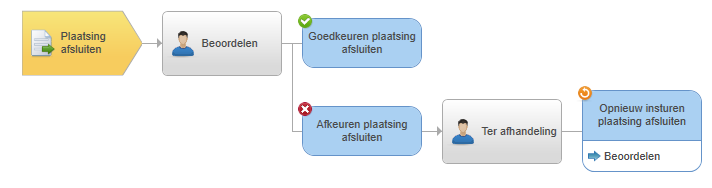 Plaatsing
afsluiten
Beoordelen
Goedkeuren plaatsing
afsluiten
Afkeuren plaatsing
afsluiten
Ter afhandeling
Opnieuw insturen
plaatsing afsluiten
Beoordelen